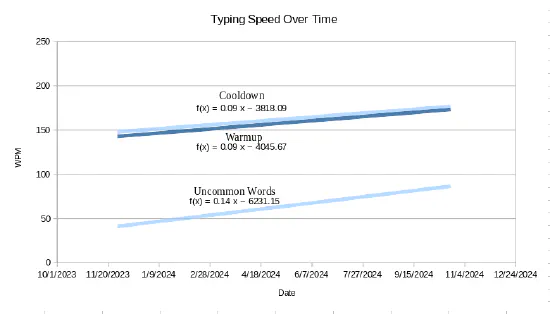 Typing Speed Over Time
250
200
150
100
50
0
WPM
Cooldown
f(x) = 0.09 x − 3818.09
Warmup
f(x) = 0.09 x − 4045.67
Uncommon Words
f(x) = 0.14 x − 6231.15
10/1/2023 11/20/2023 1/9/2024 2/28/2024 4/18/2024 6/7/2024 7/27/2024 9/15/2024 11/4/2024 12/24/2024
Date